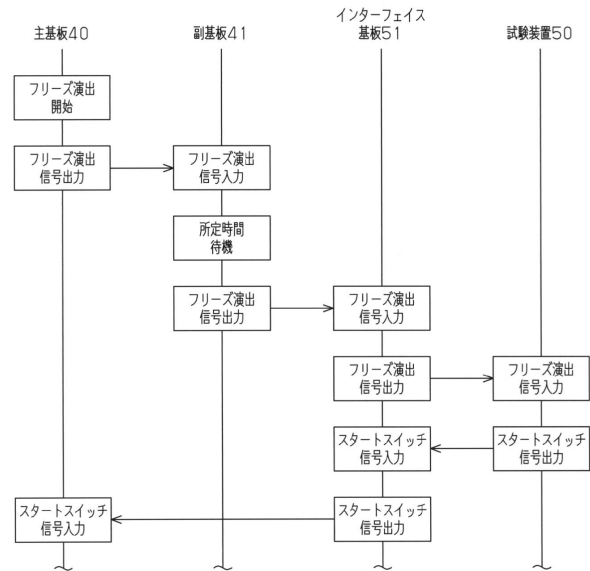 主基板40
副基板41
インターフェイス
基板51
試験装置50
フリーズ演出
開始
フリーズ演出
信号出力
フリーズ演出
信号入力
所定時間
待機
フリーズ演出
信号出力
フリーズ演出
信号入力
フリーズ演出
信号出力
フリーズ演出
信号入力
スタートスイッチ
信号入力
スタートスイッチ
信号出力
スタートスイッチ
信号入力
スタートスイッチ
信号出力